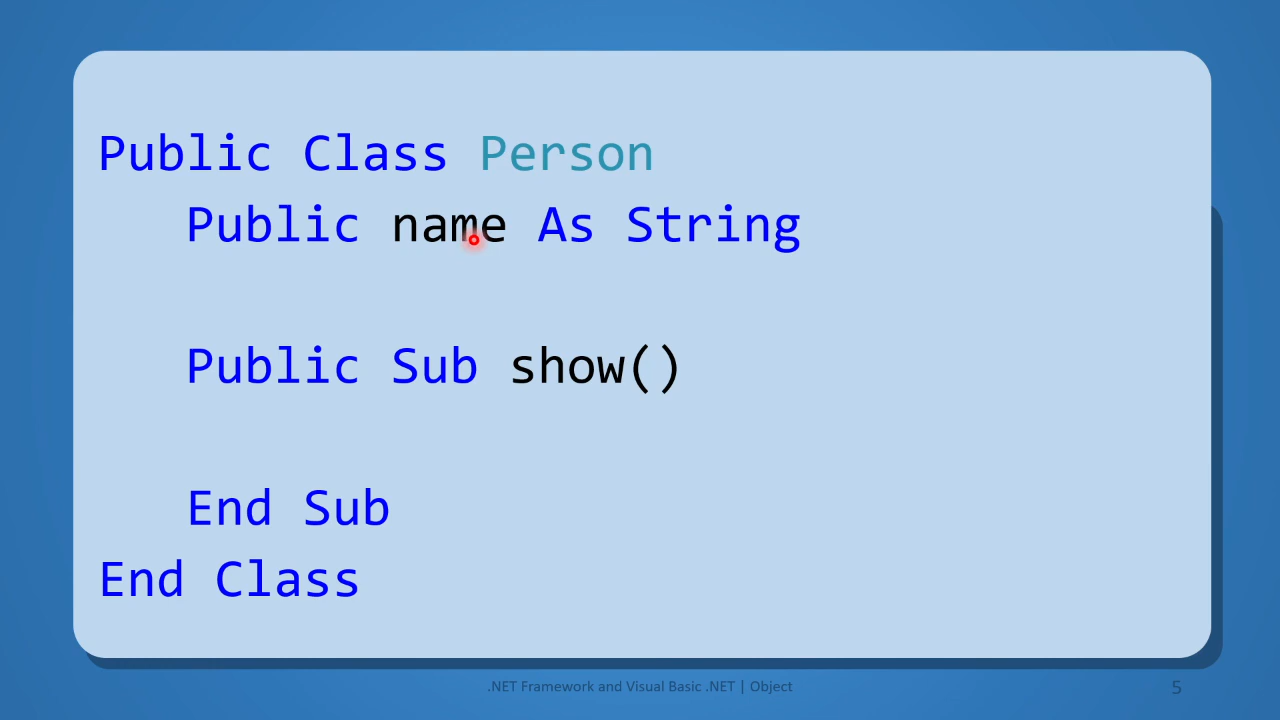 Public Class Person
Public name As String
Public Sub show()
End Sub
End Class
.NET Framework and Visual Basic .NET | Object
5